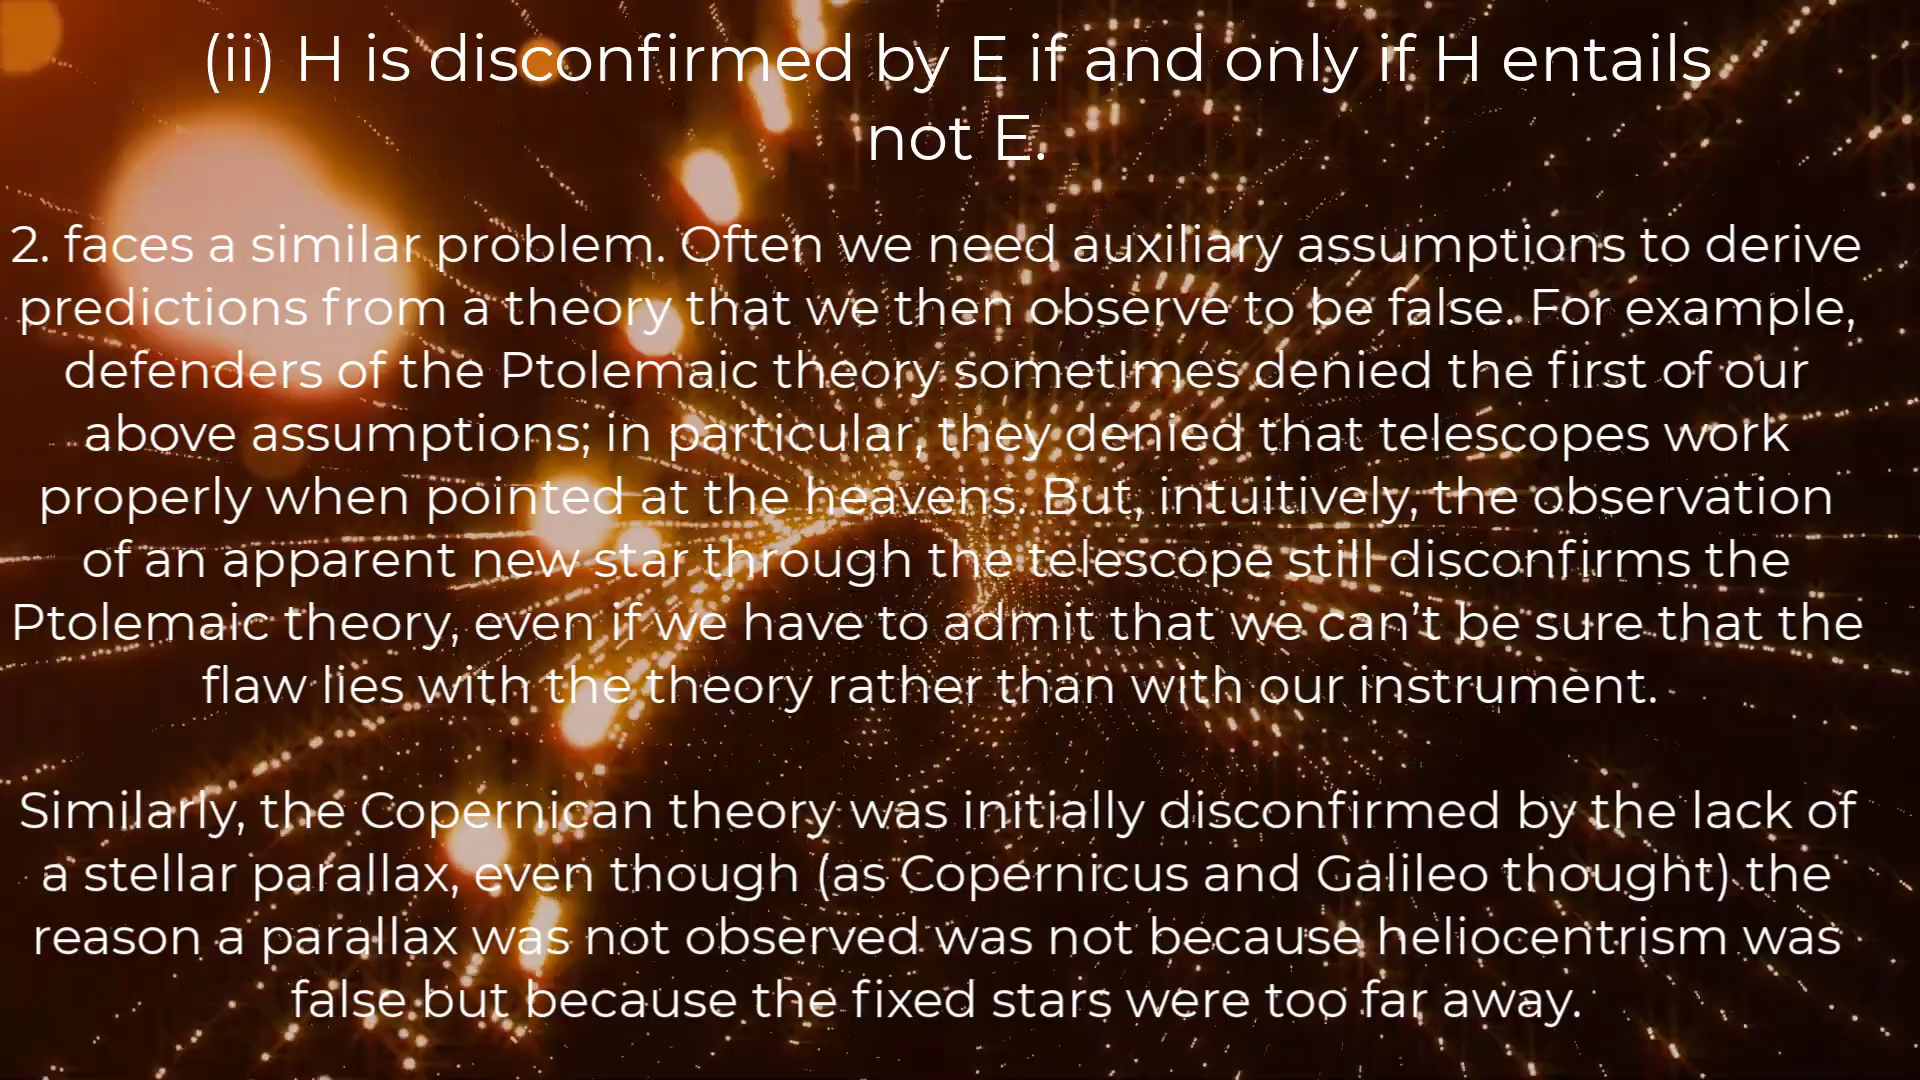 (ii) H is disconfirmed by E if and only if H entails
not E.
2. faces a similar problem. Often we need auxiliary assumptions to derive
predictions from a theory that we then observe to be false. For example,
defenders of the Ptolemaic theory sometimes denied the first of our
above assumptions; in particular, they denied that telescopes work
properly when pointed at the heavens. But, intuitively, the observation
of an apparent new star through the telescope still disconfirms the
Ptolemaic theory, even if we have to admit that we can’t be sure that the
flaw lies with the theory rather than with our instrument.
Similarly, the Copernican theory was initially disconfirmed by the lack of
a stellar parallax, even though (as Copernicus and Galileo thought) the
reason a parallax was not observed was not because heliocentrism was
false but because the fixed stars were too far away.